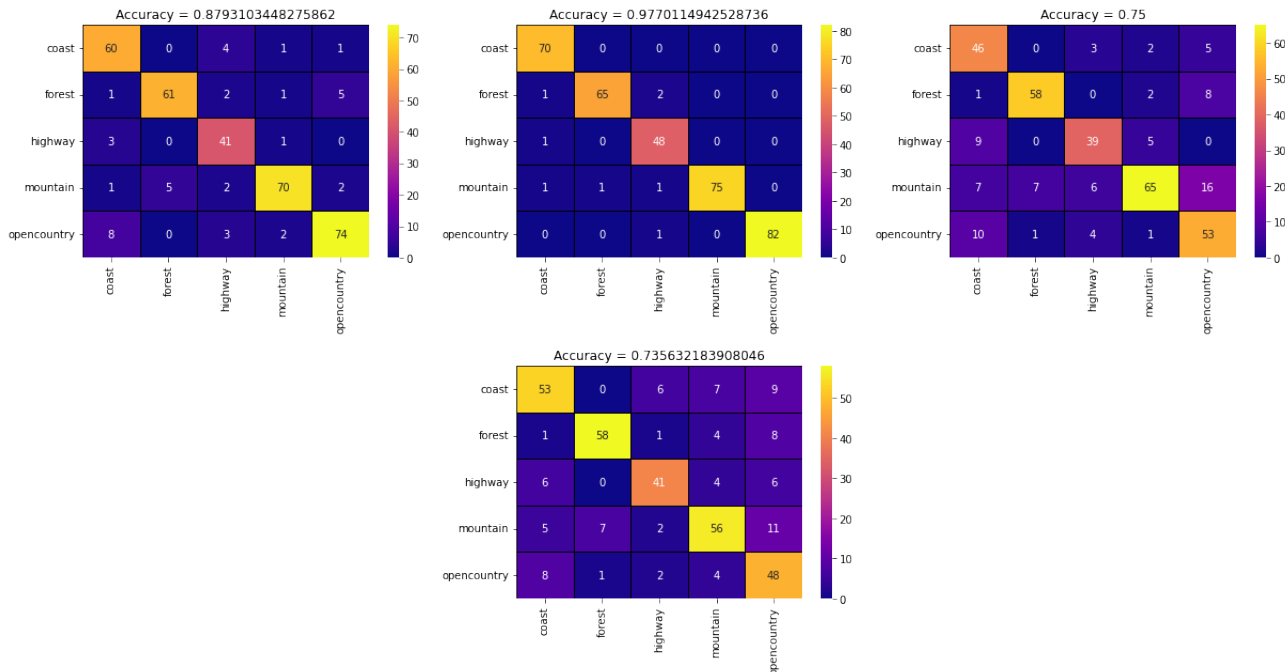 Accuracy = 0.8793103448275862
coast 60 0 4 1 1
forest 1 61 2 1 5
highway 3 0 41 1 0
mountain 1 5 2 70 2
opencountry 8 0 3 2 74
coast forest highway mountain opencountry
70
60
50
40
30
20
10
0
Accuracy = 0.9770114942528736
coast 70 0 0 0 0
forest 1 65 2 0 0
highway 1 0 48 0 0
mountain 1 1 1 75 0
opencountry 0 0 1 0 82
coast forest highway mountain opencountry
80
70
60
50
40
30
20
10
0
Accuracy = 0.75
coast 46 0 3 2 5
forest 1 58 0 2 8
highway 9 0 39 5 0
mountain 7 7 6 65 16
opencountry 10 1 4 1 53
coast forest highway mountain opencountry
60
50
40
30
20
10
0
Accuracy = 0.735632183908046
coast 53 0 6 7 9
forest 1 58 1 4 8
highway 6 0 41 4 6
mountain 5 7 2 56 11
opencountry 8 1 2 4 48
coast forest highway mountain opencountry
50
40
30
20
10
0